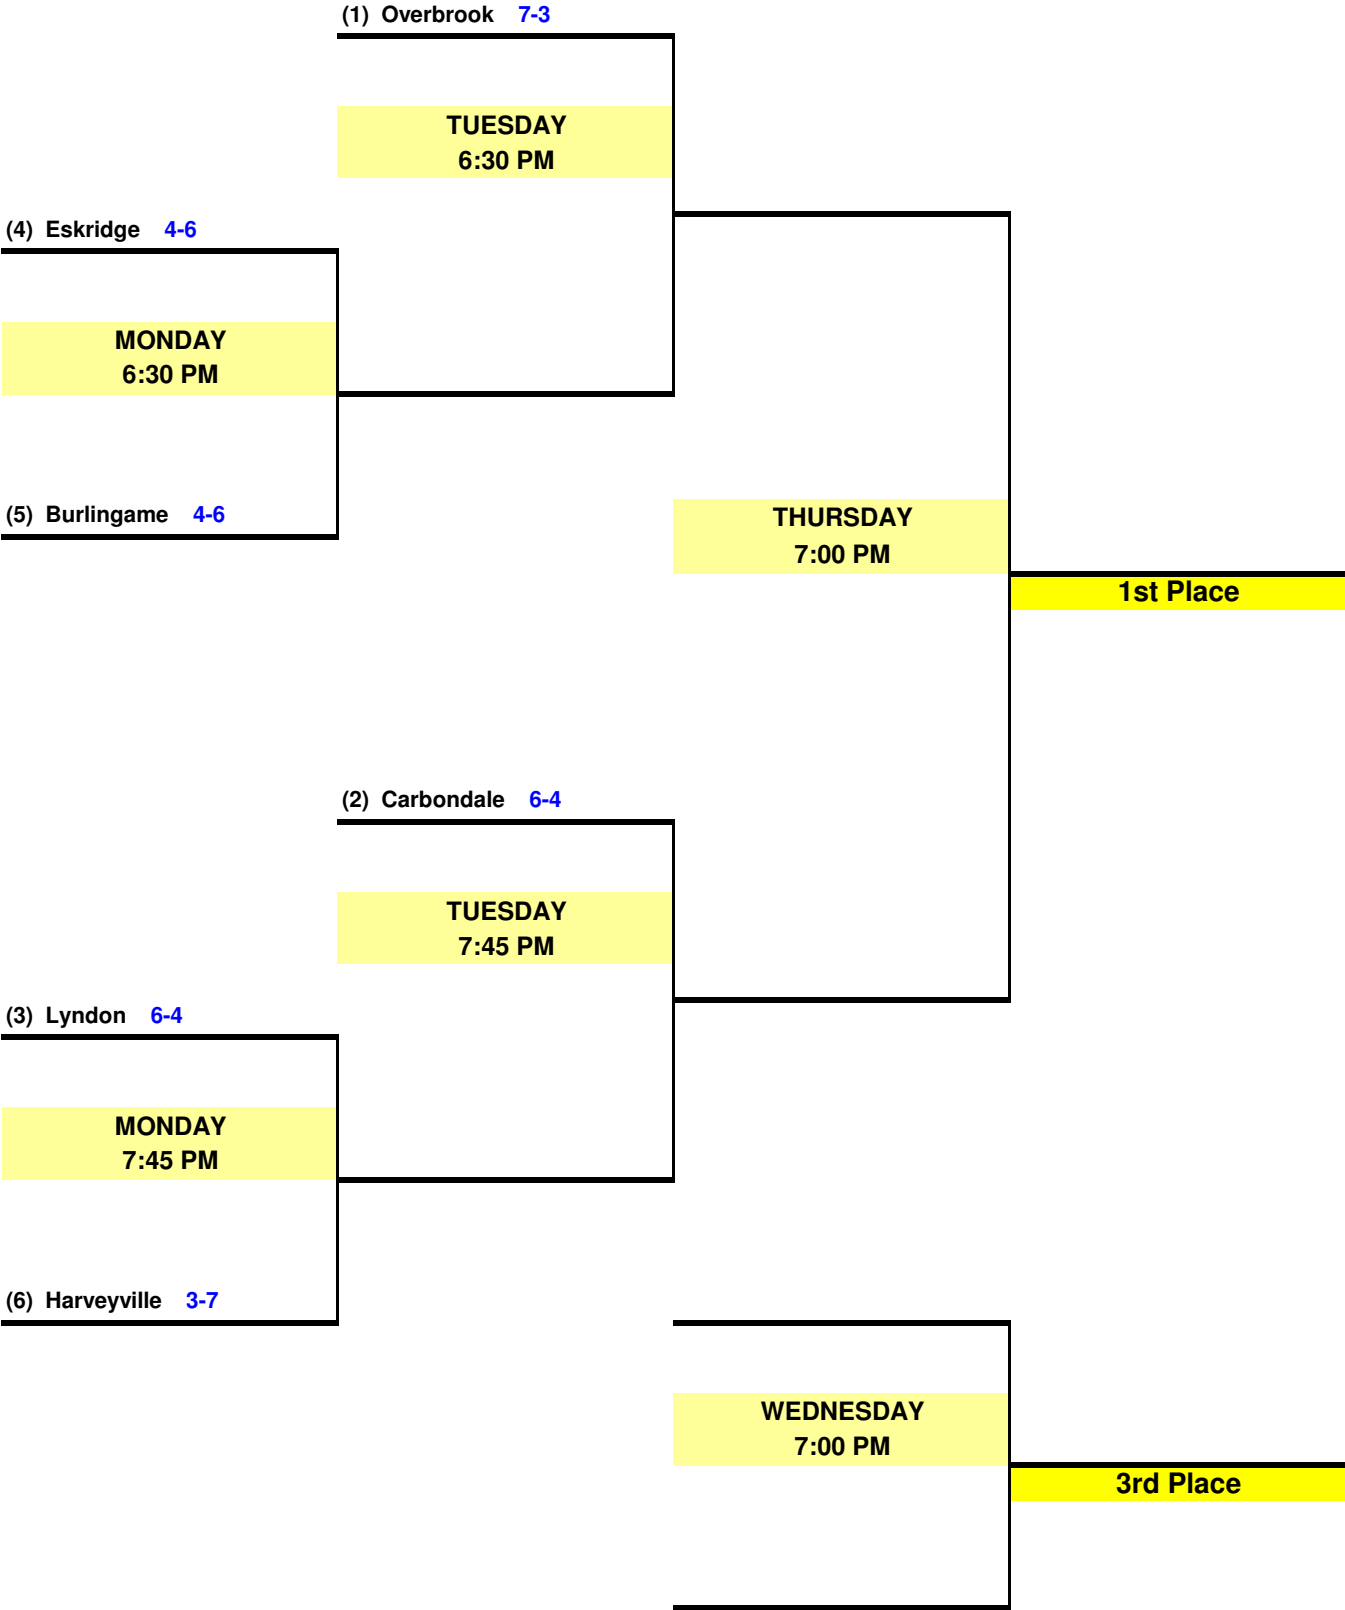 (1) Overbrook 7-3
TUESDAY
6:30 PM
(4) Eskridge 4-6
MONDAY
6:30 PM
(5) Burlingame 4-6
THURSDAY
7:00 PM
1st Place
(2) Carbondale 6-4
TUESDAY
7:45 PM
(3) Lyndon 6-4
MONDAY
7:45 PM
(6) Harveyville 3-7
WEDNESDAY
7:00 PM
3rd Place